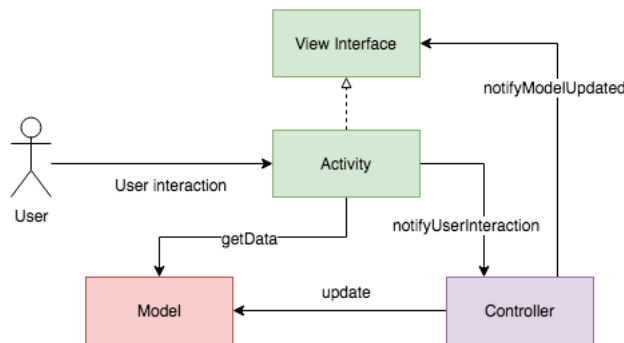 View Interface
notifyModelUpdated
Activity
User interaction
User
notifyUserInteraction
getData
update
Model
Controller